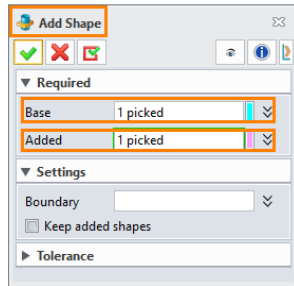 Add Shape
Required
Base 1 picked
Added 1 picked
Settings
Boundary
Keep added shapes
Tolerance